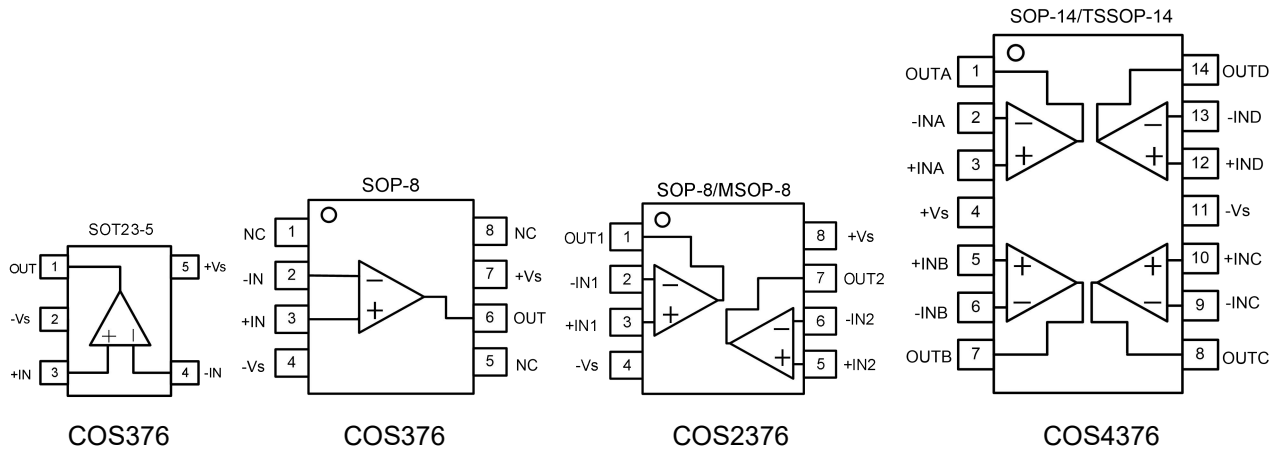 SOT23-5
OUT 1
5 +Vs
-Vs 2
+IN 3
4 -IN
+ −
COS376
SOP-8
NC 1
8 NC
-IN 2
7 +Vs
+IN 3
6 OUT
-Vs 4
5 NC
−
+
COS376
SOP-8/MSOP-8
OUT1 1
8 +Vs
-IN1 2
7 OUT2
+IN1 3
6 -IN2
-Vs 4
5 +IN2
−
+
−
+
COS2376
SOP-14/TSSOP-14
OUTA 1
14 OUTD
-INA 2
13 -IND
+INA 3
12 +IND
+Vs 4
11 -Vs
+INB 5
10 +INC
-INB 6
9 -INC
OUTB 7
8 OUTC
− −
+ +
+ +
− −
COS4376